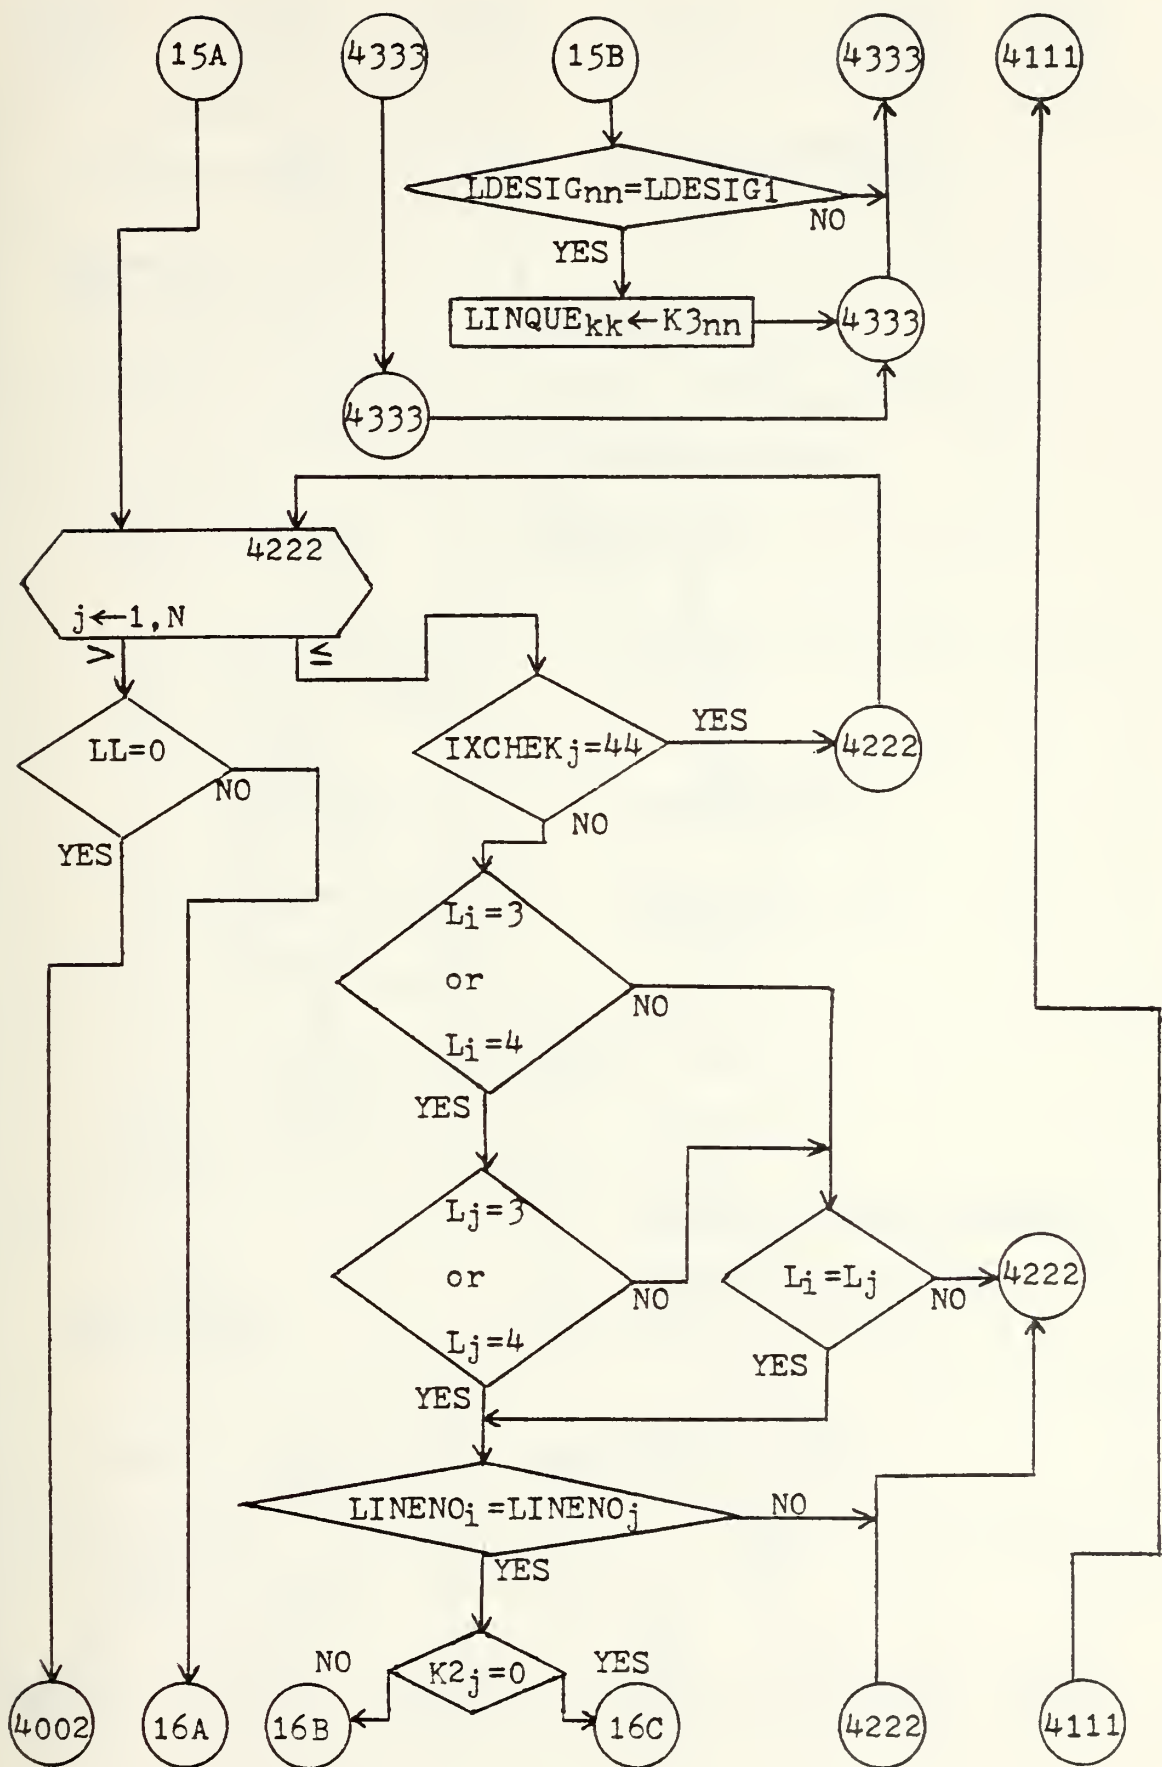 15A
4333
15B
4333
4111
LDESIGnn=LDESIG1
NO
YES
LINQUEkk←K3nn
4333
4333
4222
j←1,N
>
≤
LL=0
NO
YES
IXCHEKj=44
YES
4222
NO
Li=3
or
Li=4
NO
YES
Lj=3
or
Lj=4
NO
YES
Li=Lj
NO
4222
YES
LINENOi=LINENOj
NO
YES
K2j=0
NO
YES
4002
16A
16B
16C
4222
4111